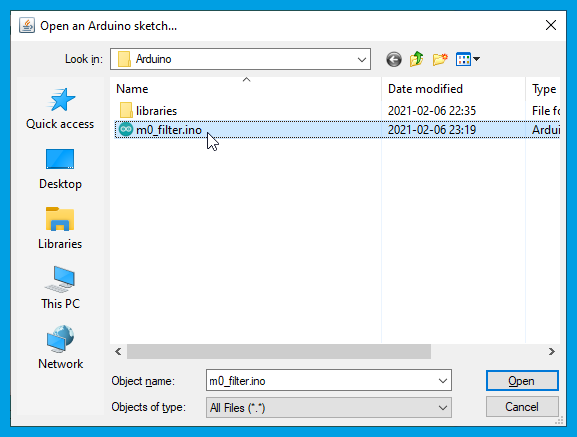 Open an Arduino sketch...
Look in: Arduino
Name Date modified Type
libraries 2021-02-06 22:35 File fo
m0_filter.ino 2021-02-06 23:19 Ardui
Quick access
Desktop
Libraries
This PC
Network
Object name: m0_filter.ino Open
Objects of type: All Files (*.*) Cancel